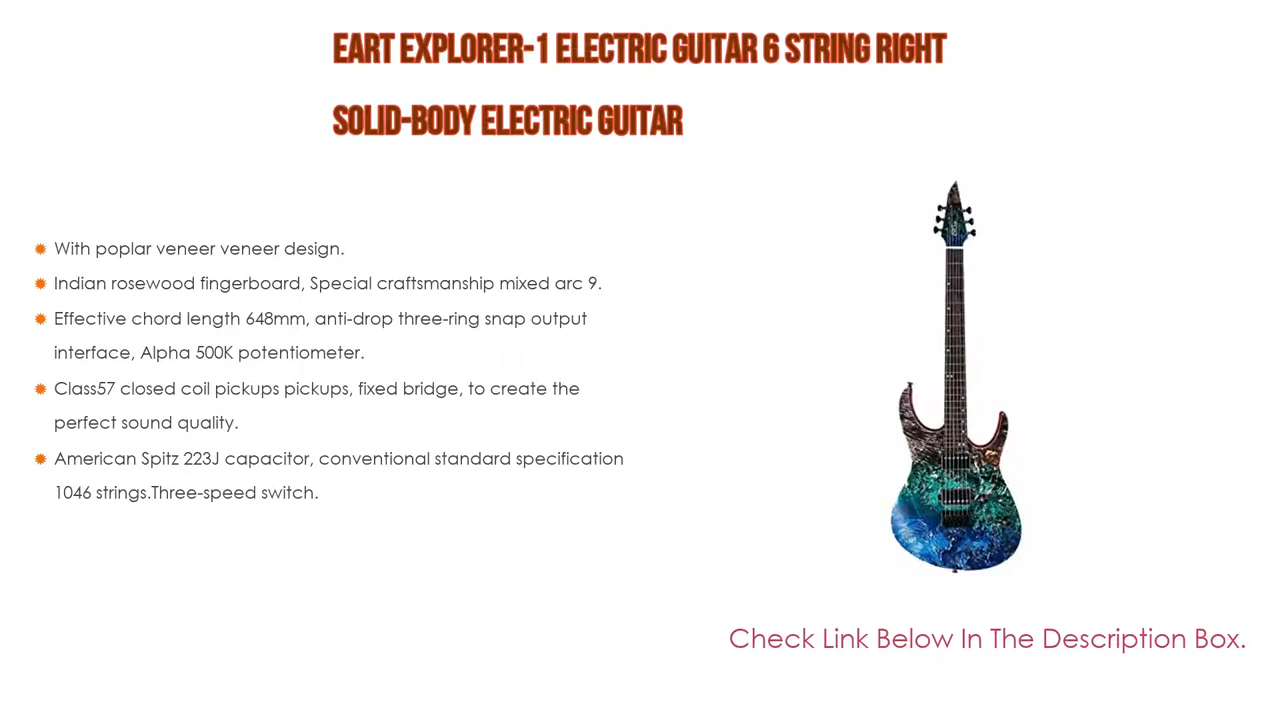 EART EXPLORER-1 ELECTRIC GUITAR 6 STRING RIGHT
SOLID-BODY ELECTRIC GUITAR
With poplar veneer veneer design.
Indian rosewood fingerboard, Special craftsmanship mixed arc 9.
Effective chord length 648mm, anti-drop three-ring snap output
interface, Alpha 500K potentiometer.
Class57 closed coil pickups pickups, fixed bridge, to create the
perfect sound quality.
American Spitz 223J capacitor, conventional standard specification
1046 strings.Three-speed switch.
Check Link Below In The Description Box.